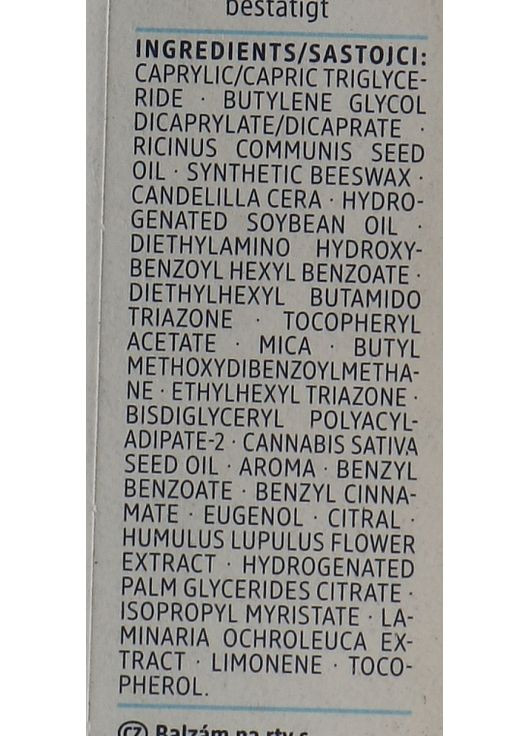 bestätigt
INGREDIENTS/SASTOJCI:
CAPRYLIC/CAPRIC TRIGLYCE-
RIDE · BUTYLENE GLYCOL
DICAPRYLATE/DICAPRATE ·
RICINUS COMMUNIS SEED
OIL · SYNTHETIC BEESWAX ·
CANDELILLA CERA · HYDRO-
GENATED SOYBEAN OIL ·
DIETHYLAMINO HYDROXY-
BENZOYL HEXYL BENZOATE ·
DIETHYLHEXYL BUTAMIDO
TRIAZONE · TOCOPHERYL
ACETATE · MICA · BUTYL
METHOXYDIBENZOYLMETHA-
NE · ETHYLHEXYL TRIAZONE ·
BISDIGLYCERYL POLYACYL-
ADIPATE-2 · CANNABIS SATIVA
SEED OIL · AROMA · BENZYL
BENZOATE · BENZYL CINNA-
MATE · EUGENOL · CITRAL ·
HUMULUS LUPULUS FLOWER
EXTRACT · HYDROGENATED
PALM GLYCERIDES CITRATE ·
ISOPROPYL MYRISTATE · LA-
MINARIA OCHROLEUCA EX-
TRACT · LIMONENE · TOCO-
PHEROL.
CZ Balzám na rty s